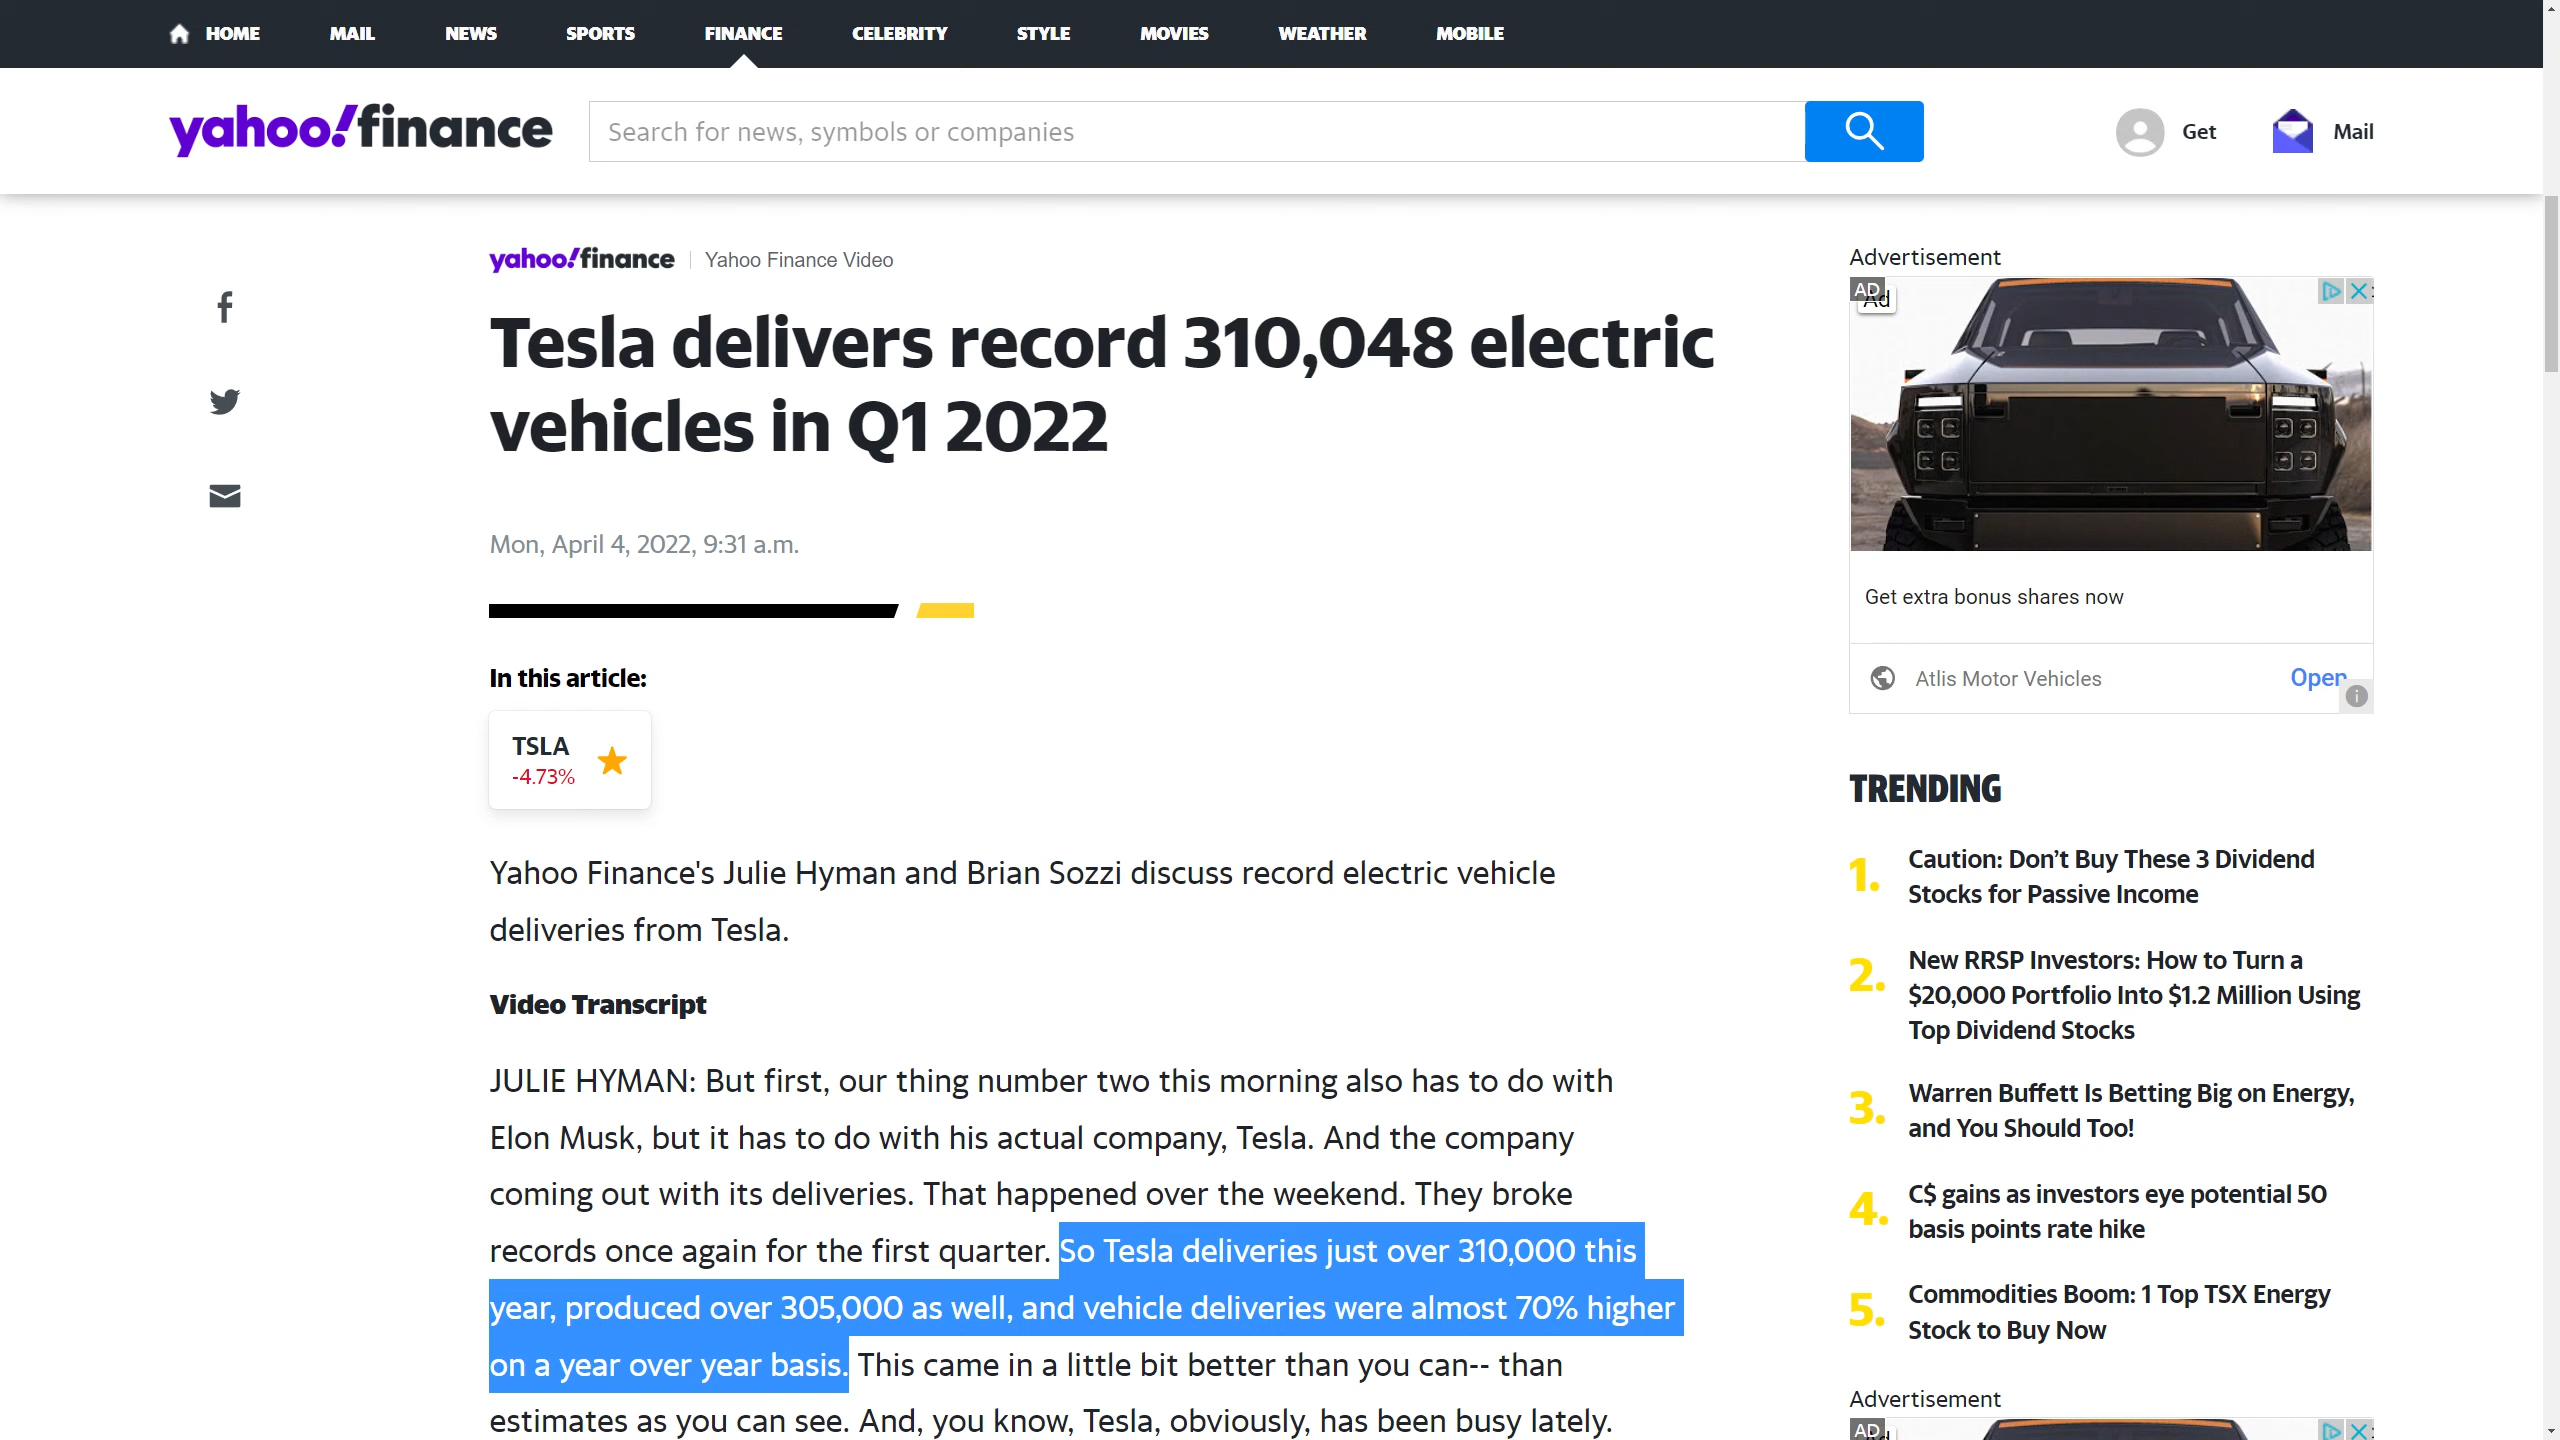 HOME MAIL NEWS SPORTS FINANCE CELEBRITY STYLE MOVIES WEATHER MOBILE
yahoo!finance
Search for news, symbols or companies
Get
Mail
yahoo!finance | Yahoo Finance Video
Tesla delivers record 310,048 electric
vehicles in Q1 2022
Mon, April 4, 2022, 9:31 a.m.
In this article:
TSLA
-4.73%
Yahoo Finance's Julie Hyman and Brian Sozzi discuss record electric vehicle
deliveries from Tesla.
Video Transcript
JULIE HYMAN: But first, our thing number two this morning also has to do with
Elon Musk, but it has to do with his actual company, Tesla. And the company
coming out with its deliveries. That happened over the weekend. They broke
records once again for the first quarter. So Tesla deliveries just over 310,000 this
year, produced over 305,000 as well, and vehicle deliveries were almost 70% higher
on a year over year basis. This came in a little bit better than you can-- than
estimates as you can see. And, you know, Tesla, obviously, has been busy lately.
Advertisement
AD
Ad
Get extra bonus shares now
Atlis Motor Vehicles
Open
TRENDING
1. Caution: Don’t Buy These 3 Dividend
Stocks for Passive Income
2. New RRSP Investors: How to Turn a
$20,000 Portfolio Into $1.2 Million Using
Top Dividend Stocks
3. Warren Buffett Is Betting Big on Energy,
and You Should Too!
4. C$ gains as investors eye potential 50
basis points rate hike
5. Commodities Boom: 1 Top TSX Energy
Stock to Buy Now
Advertisement
AD
Ad